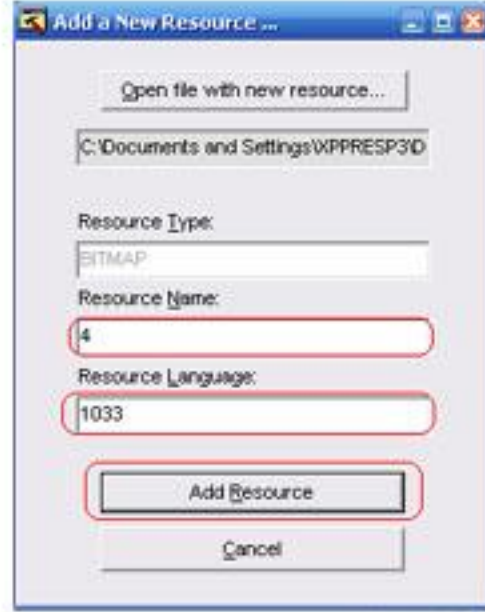 Add a New Resource ...
Open file with new resource...
C:\Documents and Settings\XPPRESP3\D
Resource Type:
BITMAP
Resource Name:
4
Resource Language:
1033
Add Resource
Cancel